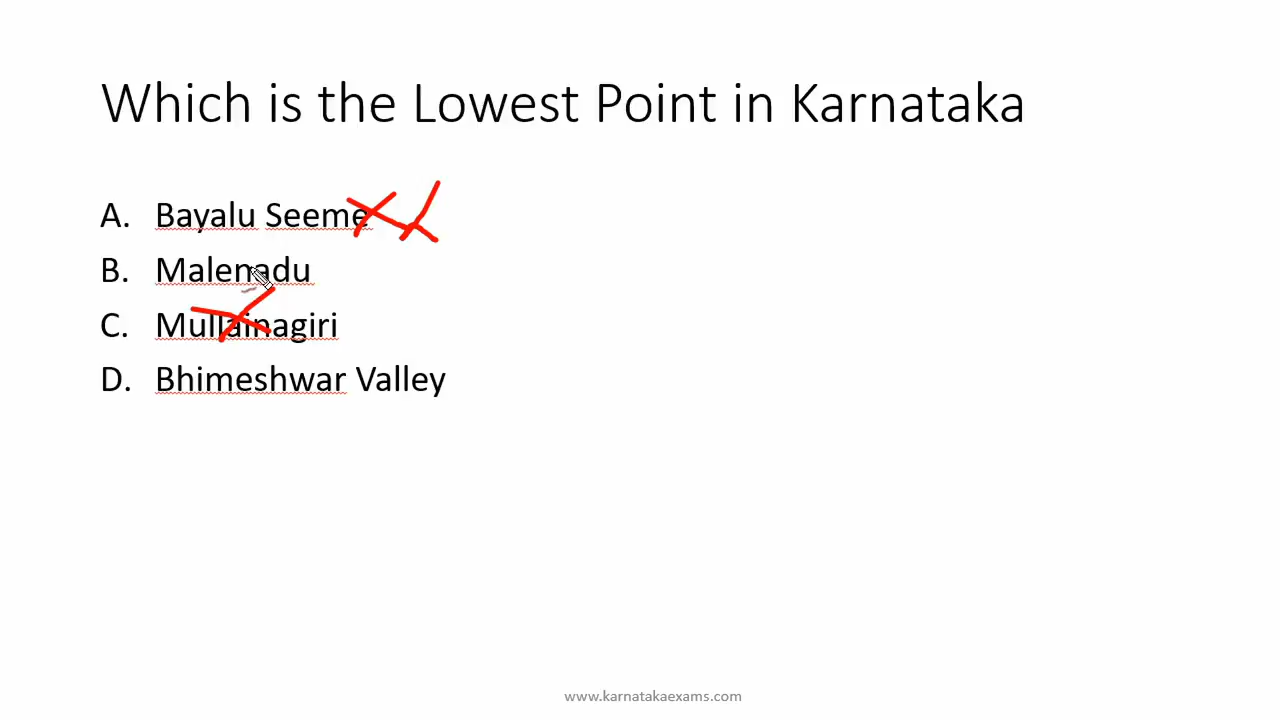 Which is the Lowest Point in Karnataka
A. Bayalu Seeme
B. Malenadu
C. Mullainagiri
D. Bhimeshwar Valley
www.karnatakaexams.com